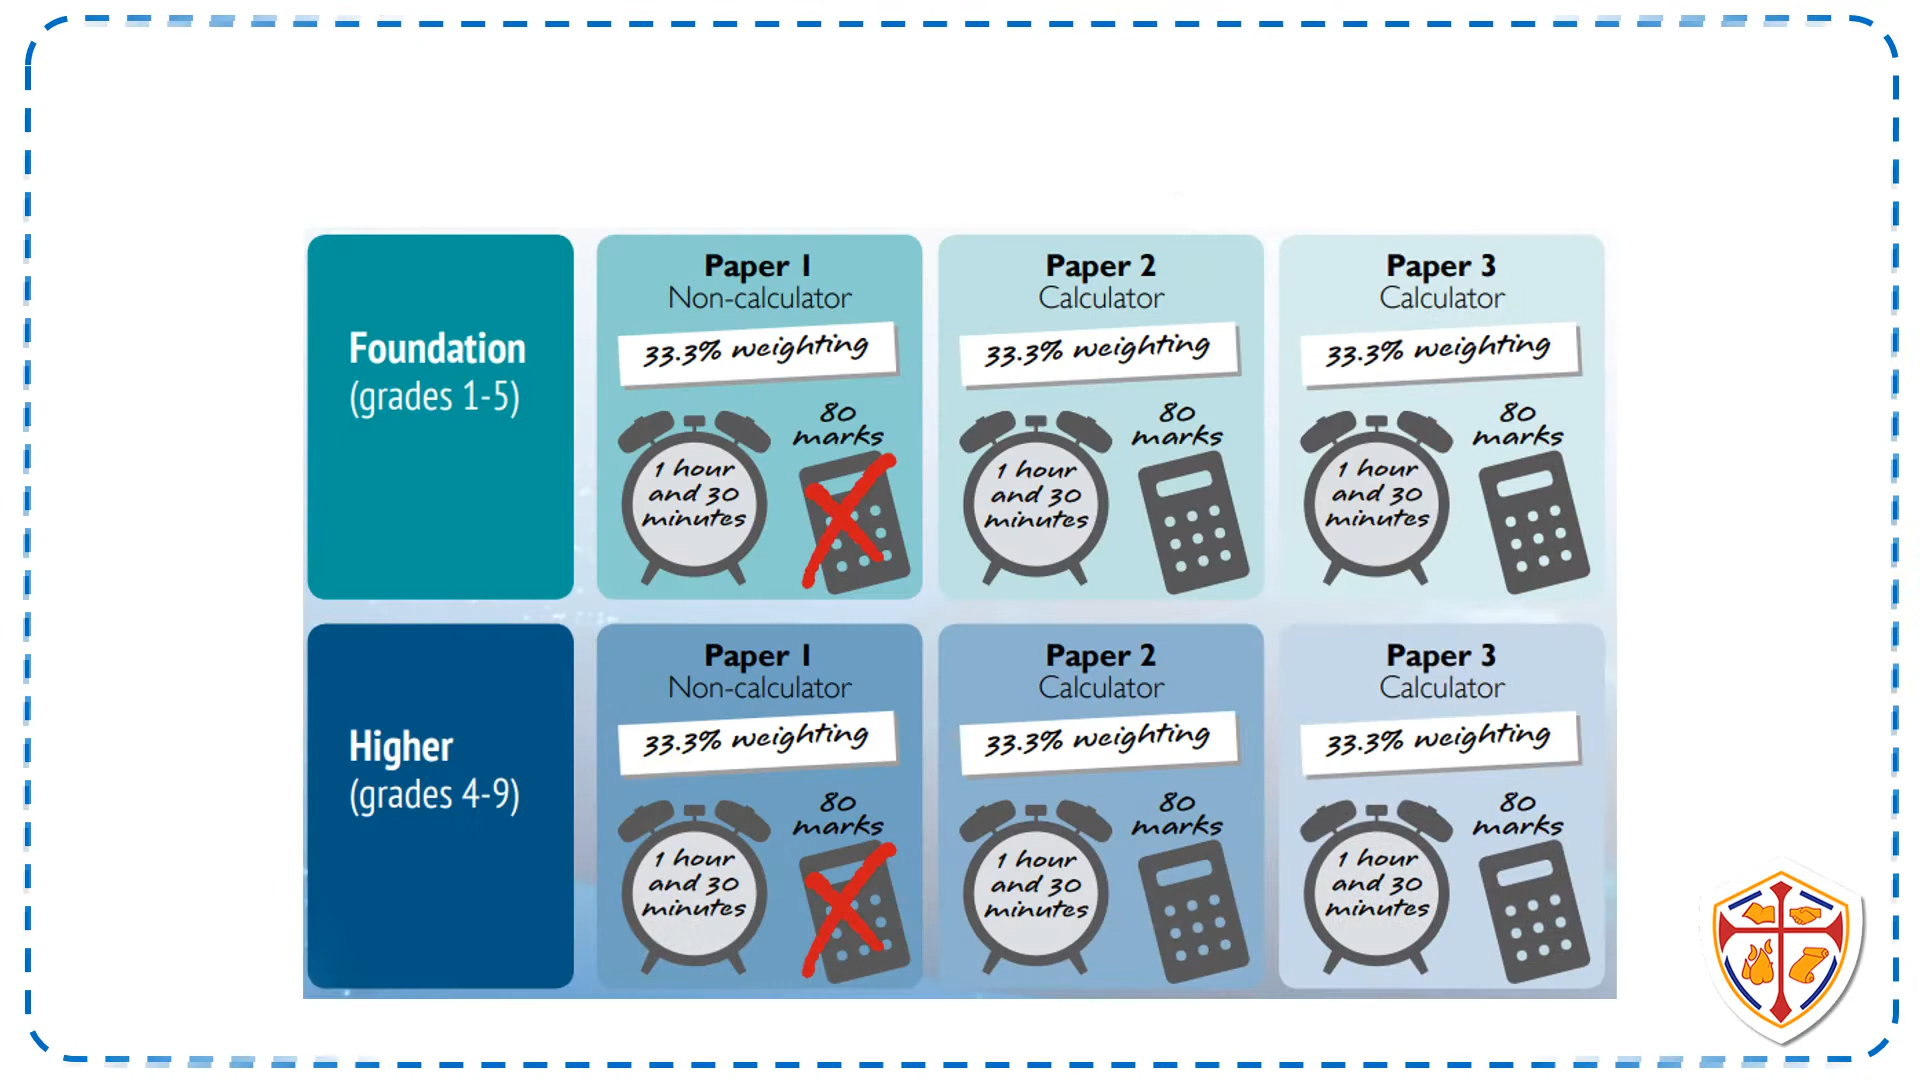 Foundation
(grades 1-5)
Paper 1
Non-calculator
33.3% weighting
80
marks
1 hour
and 30
minutes
Paper 2
Calculator
33.3% weighting
80
marks
1 hour
and 30
minutes
Paper 3
Calculator
33.3% weighting
80
marks
1 hour
and 30
minutes
Higher
(grades 4-9)
Paper 1
Non-calculator
33.3% weighting
80
marks
1 hour
and 30
minutes
Paper 2
Calculator
33.3% weighting
80
marks
1 hour
and 30
minutes
Paper 3
Calculator
33.3% weighting
80
marks
1 hour
and 30
minutes